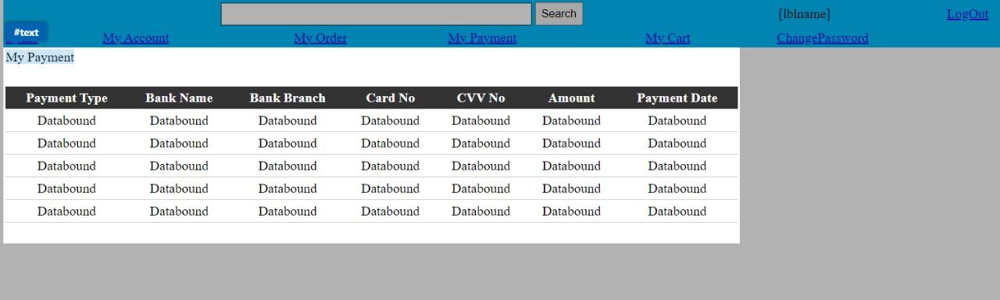 Search [lblname] LogOut
#text
My Account My Order My Payment My Cart ChangePassword
My Payment
Payment Type Bank Name Bank Branch Card No CVV No Amount Payment Date
Databound Databound Databound Databound Databound Databound Databound
Databound Databound Databound Databound Databound Databound Databound
Databound Databound Databound Databound Databound Databound Databound
Databound Databound Databound Databound Databound Databound Databound
Databound Databound Databound Databound Databound Databound Databound